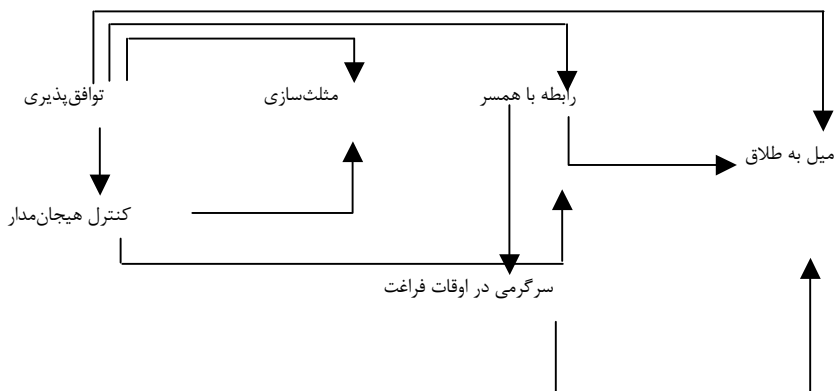 توافق‌پذیری
مثلث‌سازی
رابطه با همسر
میل به طلاق
کنترل هیجان‌مدار
سرگرمی در اوقات فراغت